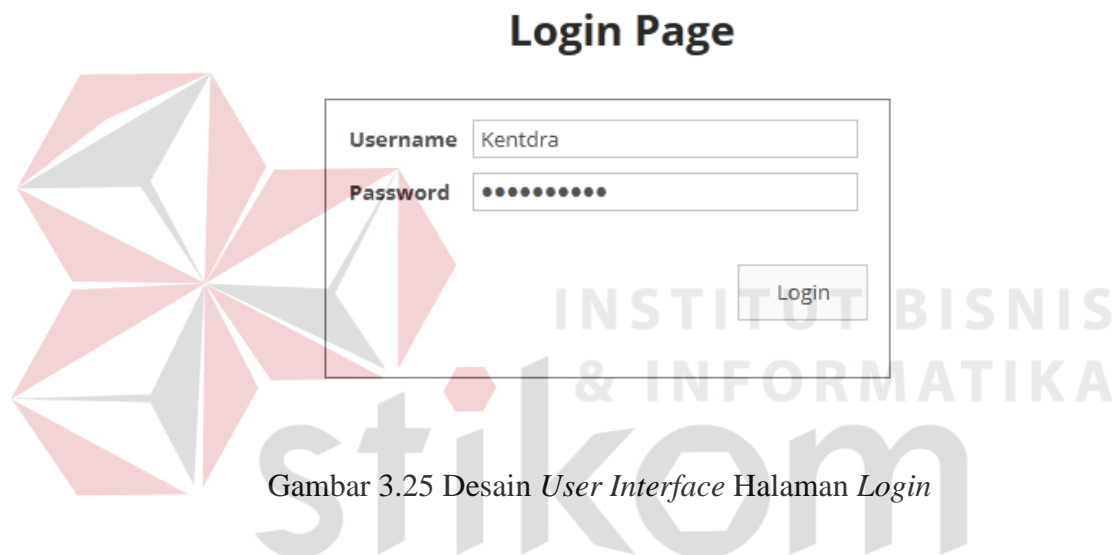 Login Page
Username Kentdra
Password ●●●●●●●●●●
Login
INSTITUT BISNIS
& INFORMATIKA
stikom
Gambar 3.25 Desain User Interface Halaman Login